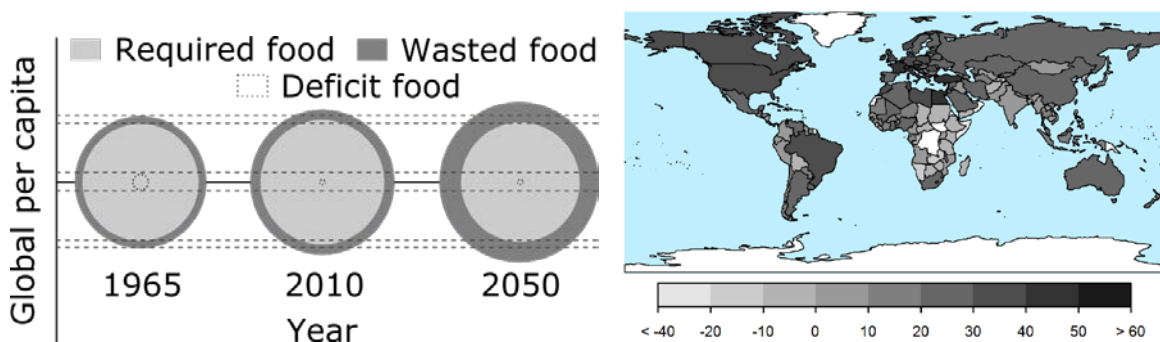 Required food
Wasted food
Deficit food
Global per capita
1965
2010
2050
Year
< -40
-20
-10
0
10
20
30
40
50
> 60